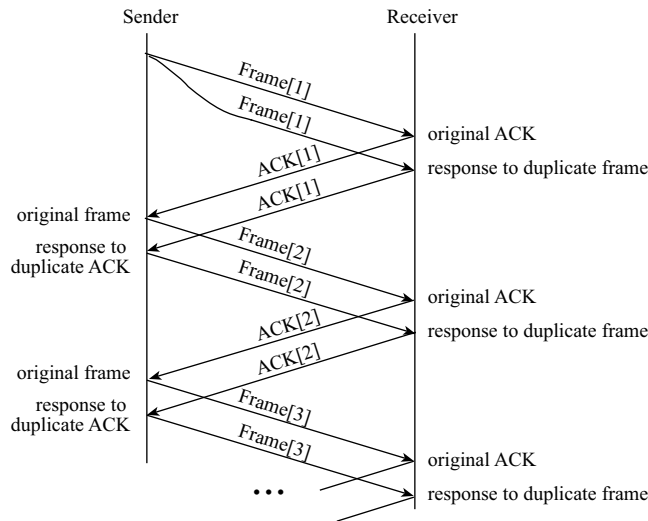 Sender
Receiver
Frame[1]
Frame[1]
original ACK
ACK[1]
response to duplicate frame
ACK[1]
original frame
response to
duplicate ACK
Frame[2]
Frame[2]
original ACK
ACK[2]
response to duplicate frame
ACK[2]
original frame
response to
duplicate ACK
Frame[3]
Frame[3]
original ACK
response to duplicate frame
...